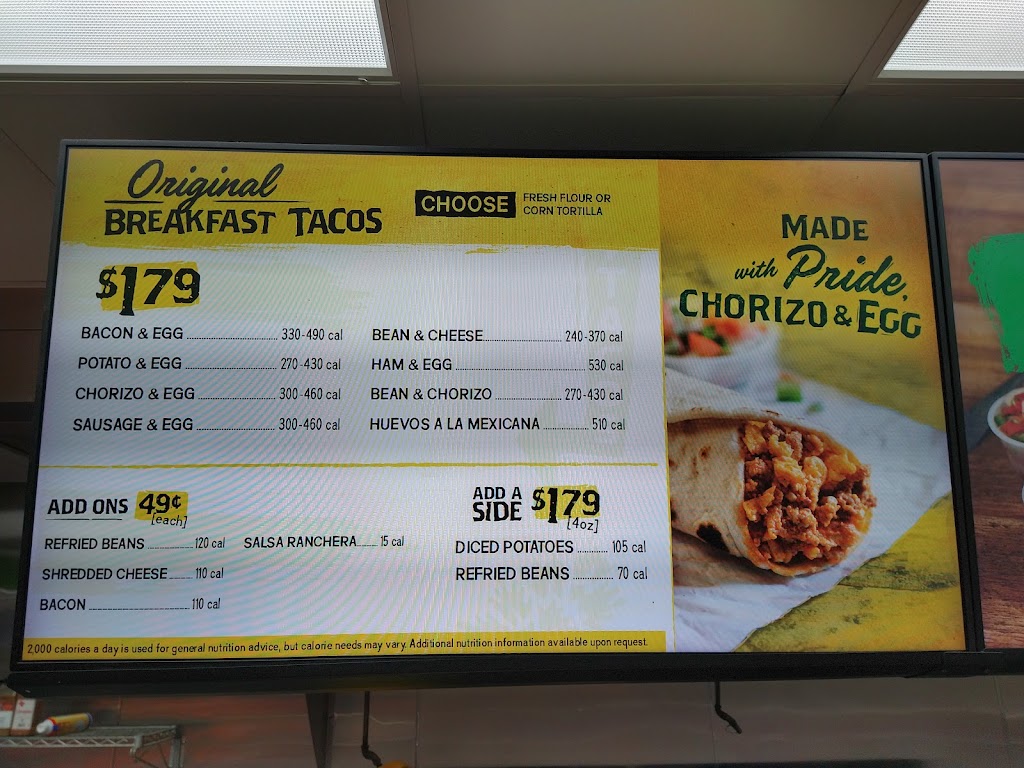 Original
BREAKFAST TACOS
CHOOSE
FRESH FLOUR OR
CORN TORTILLA
$1.79
BACON & EGG 330-490 cal
POTATO & EGG 270-430 cal
CHORIZO & EGG 300-460 cal
SAUSAGE & EGG 300-460 cal
BEAN & CHEESE 240-370 cal
HAM & EGG 530 cal
BEAN & CHORIZO 270-430 cal
HUEVOS A LA MEXICANA 510 cal
ADD ONS 49¢
[each]
REFRIED BEANS 120 cal
SHREDDED CHEESE 110 cal
BACON 110 cal
SALSA RANCHERA 15 cal
ADD A
SIDE $1.79
[4oz]
DICED POTATOES 105 cal
REFRIED BEANS 70 cal
2,000 calories a day is used for general nutrition advice, but calorie needs may vary. Additional nutrition information available upon request.
MADE
with Pride,
CHORIZO & EGG